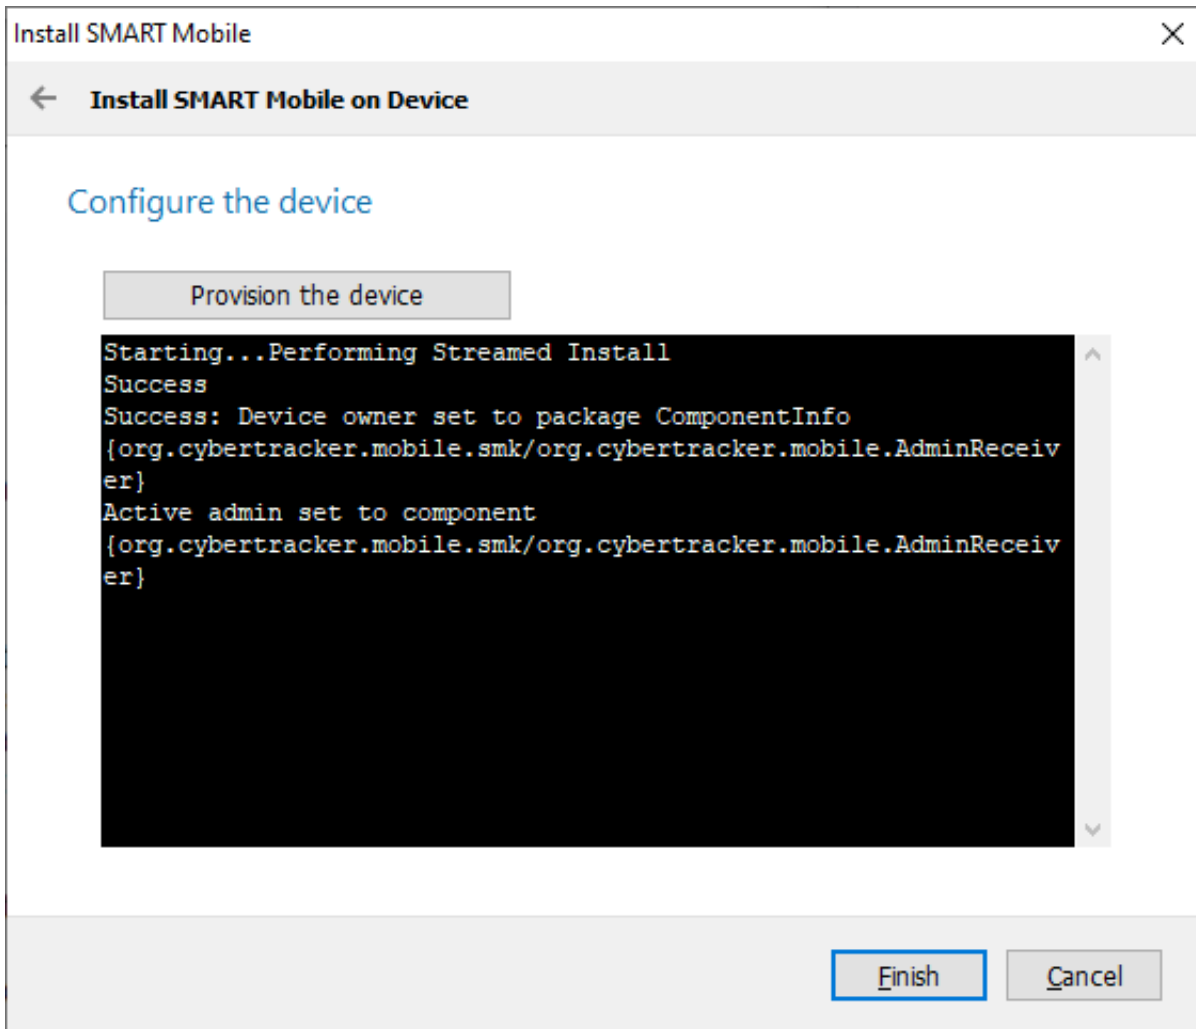 Install SMART Mobile
Install SMART Mobile on Device
Configure the device
Provision the device
Starting...Performing Streamed Install
Success
Success: Device owner set to package ComponentInfo
{org.cybertracker.mobile.smk/org.cybertracker.mobile.AdminReceiv
er}
Active admin set to component
{org.cybertracker.mobile.smk/org.cybertracker.mobile.AdminReceiv
er}
Finish
Cancel